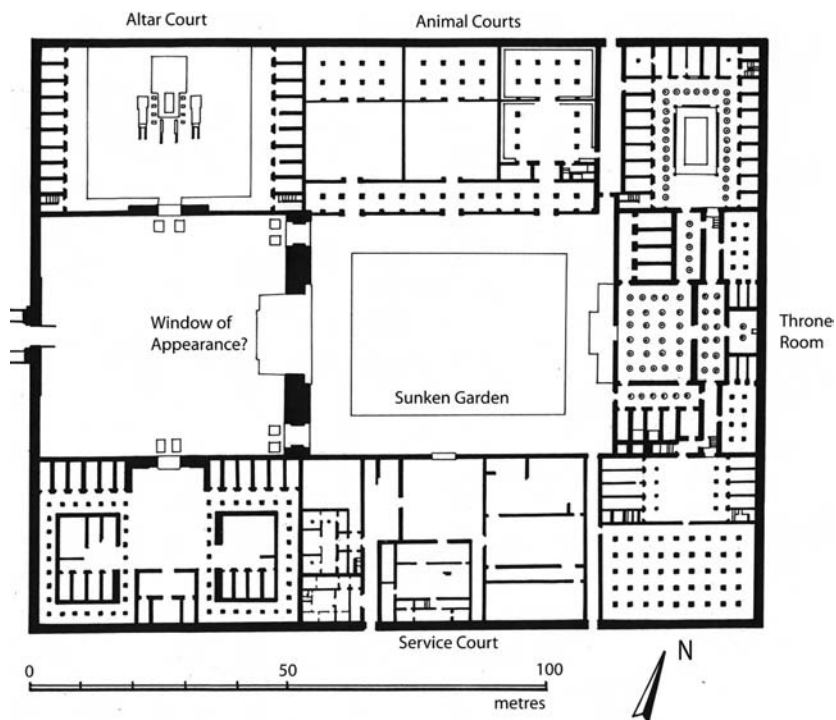 Altar Court
Animal Courts
Window of
Appearance?
Throne-
Room
Sunken Garden
Service Court
N
0
50
100
metres